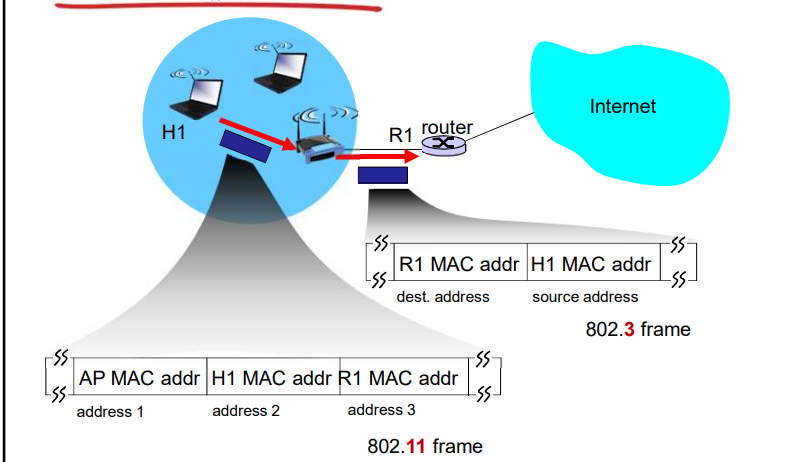 H1
R1 router
Internet
R1 MAC addr H1 MAC addr
dest. address source address
802.3 frame
AP MAC addr H1 MAC addr R1 MAC addr
address 1 address 2 address 3
802.11 frame